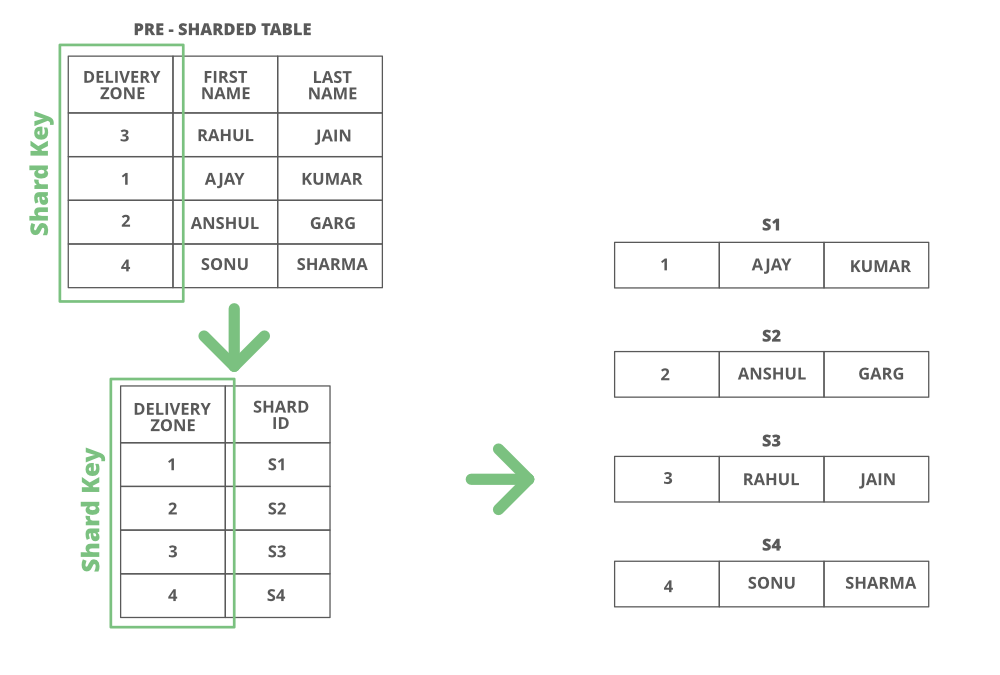 PRE - SHARDED TABLE
Shard Key
DELIVERY ZONE FIRST NAME LAST NAME
3 RAHUL JAIN
1 AJAY KUMAR
2 ANSHUL GARG
4 SONU SHARMA
Shard Key
DELIVERY ZONE SHARD ID
1 S1
2 S2
3 S3
4 S4
S1
1 AJAY KUMAR
S2
2 ANSHUL GARG
S3
3 RAHUL JAIN
S4
4 SONU SHARMA